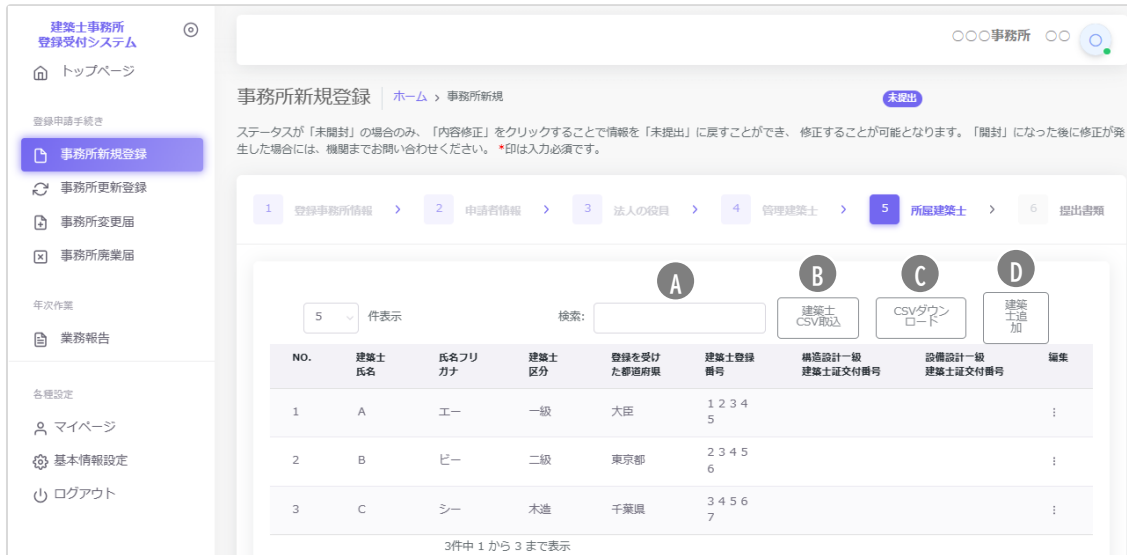 建築士事務所
登録受付システム
トップページ
登録申請手続き
事務所新規登録
事務所更新登録
事務所変更届
事務所廃業届
年次作業
業務報告
各種設定
マイページ
基本情報設定
ログアウト
○○○事務所 ○○ ○
事務所新規登録 ホーム > 事務所新規 未提出
ステータスが「未開封」の場合のみ、「内容修正」をクリックすることで情報を「未提出」に戻すことができ、 修正することが可能となります。「開封」になった後に修正が発
生した場合には、機関までお問い合わせください。 *印は入力必須です。
1 登録事務所情報 > 2 申請者情報 > 3 法人の役員 > 4 管理建築士 > 5 所属建築士 > 6 提出書類
A B C D
5 件表示 検索:
建築士
CSV取込
CSVダウン
ロード
建築
士追
加
NO. 建築士
氏名
氏名フリ
ガナ
建築士
区分
登録を受け
た都道府県
建築士登録
番号
構造設計一級
建築士証交付番号
設備設計一級
建築士証交付番号
編集
1 A エー 一級 大臣 1 2 3 4
5
2 B ビー 二級 東京都 2 3 4 5
6
3 C シー 木造 千葉県 3 4 5 6
7
3件中 1 から 3 まで表示